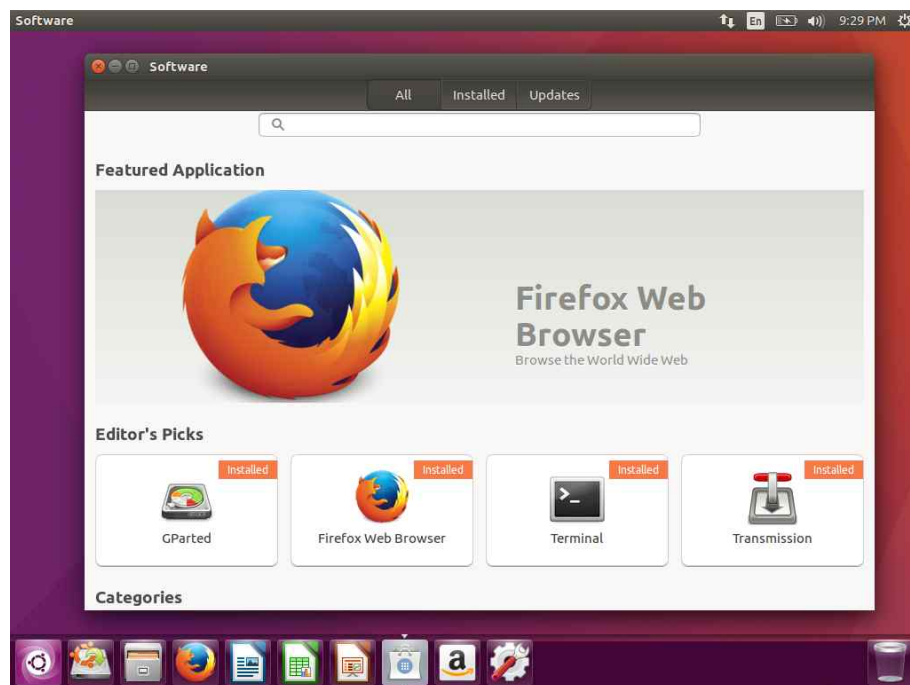 Software
En
9:29 PM
Software
All Installed Updates
Featured Application
Firefox Web
Browser
Browse the World Wide Web
Editor's Picks
Installed Installed Installed Installed
GParted Firefox Web Browser Terminal Transmission
Categories
a